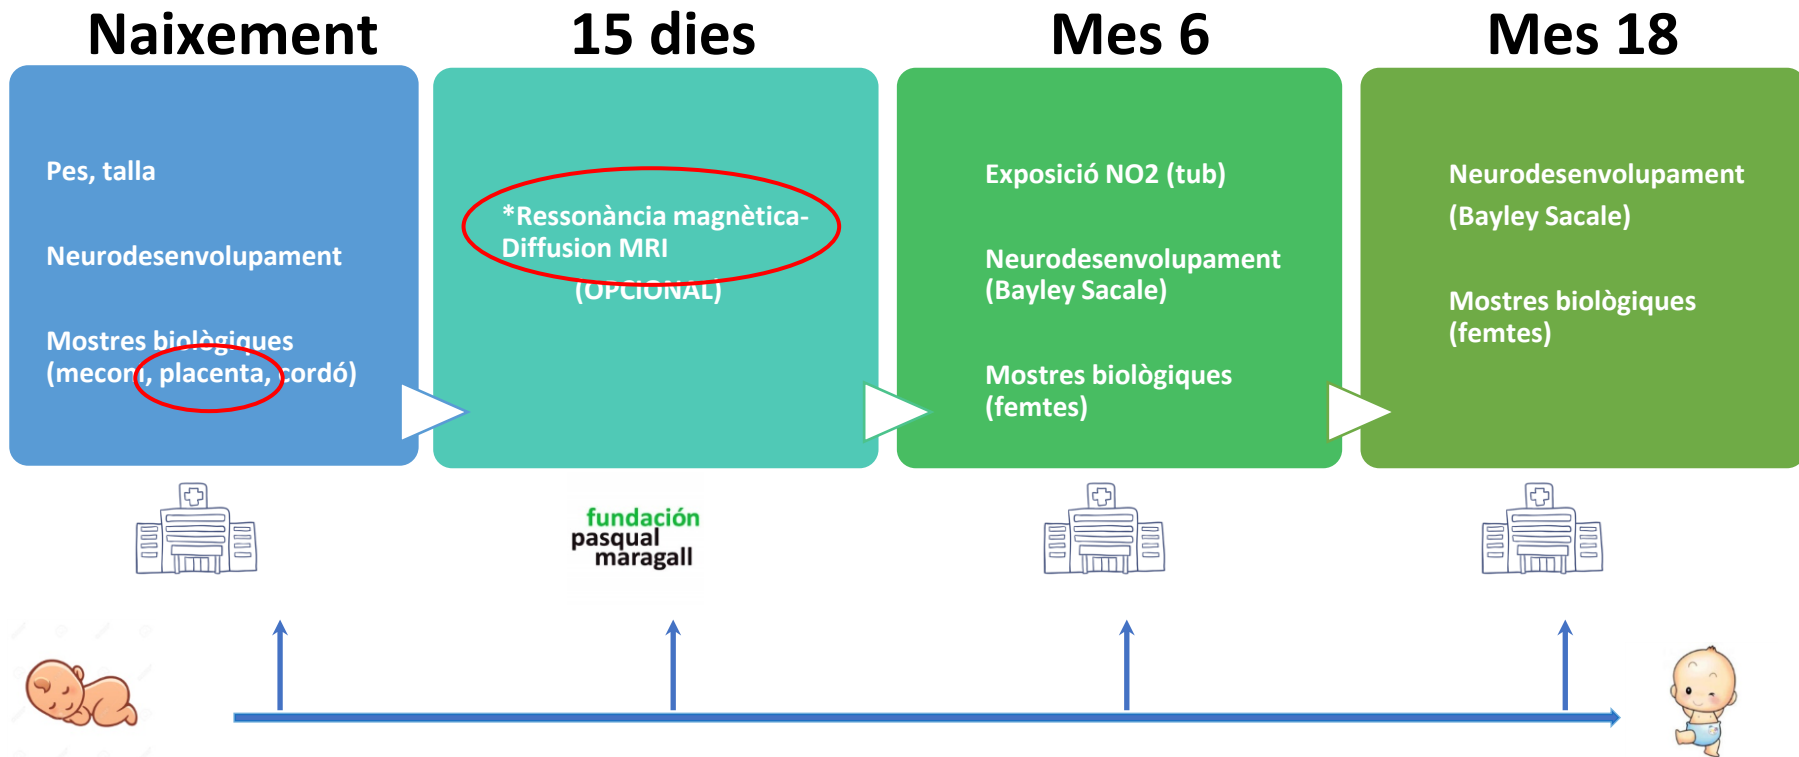 Naixement
15 dies
Mes 6
Mes 18
Pes, talla
Neurodesenvolupament
Mostres biològiques
(meconi, placenta, cordó)
*Ressonància magnètica-
Diffusion MRI
(OPCIONAL)
Exposició NO2 (tub)
Neurodesenvolupament
(Bayley Sacale)
Mostres biològiques
(femtes)
Neurodesenvolupament
(Bayley Sacale)
Mostres biològiques
(femtes)
fundación
pasqual
maragall